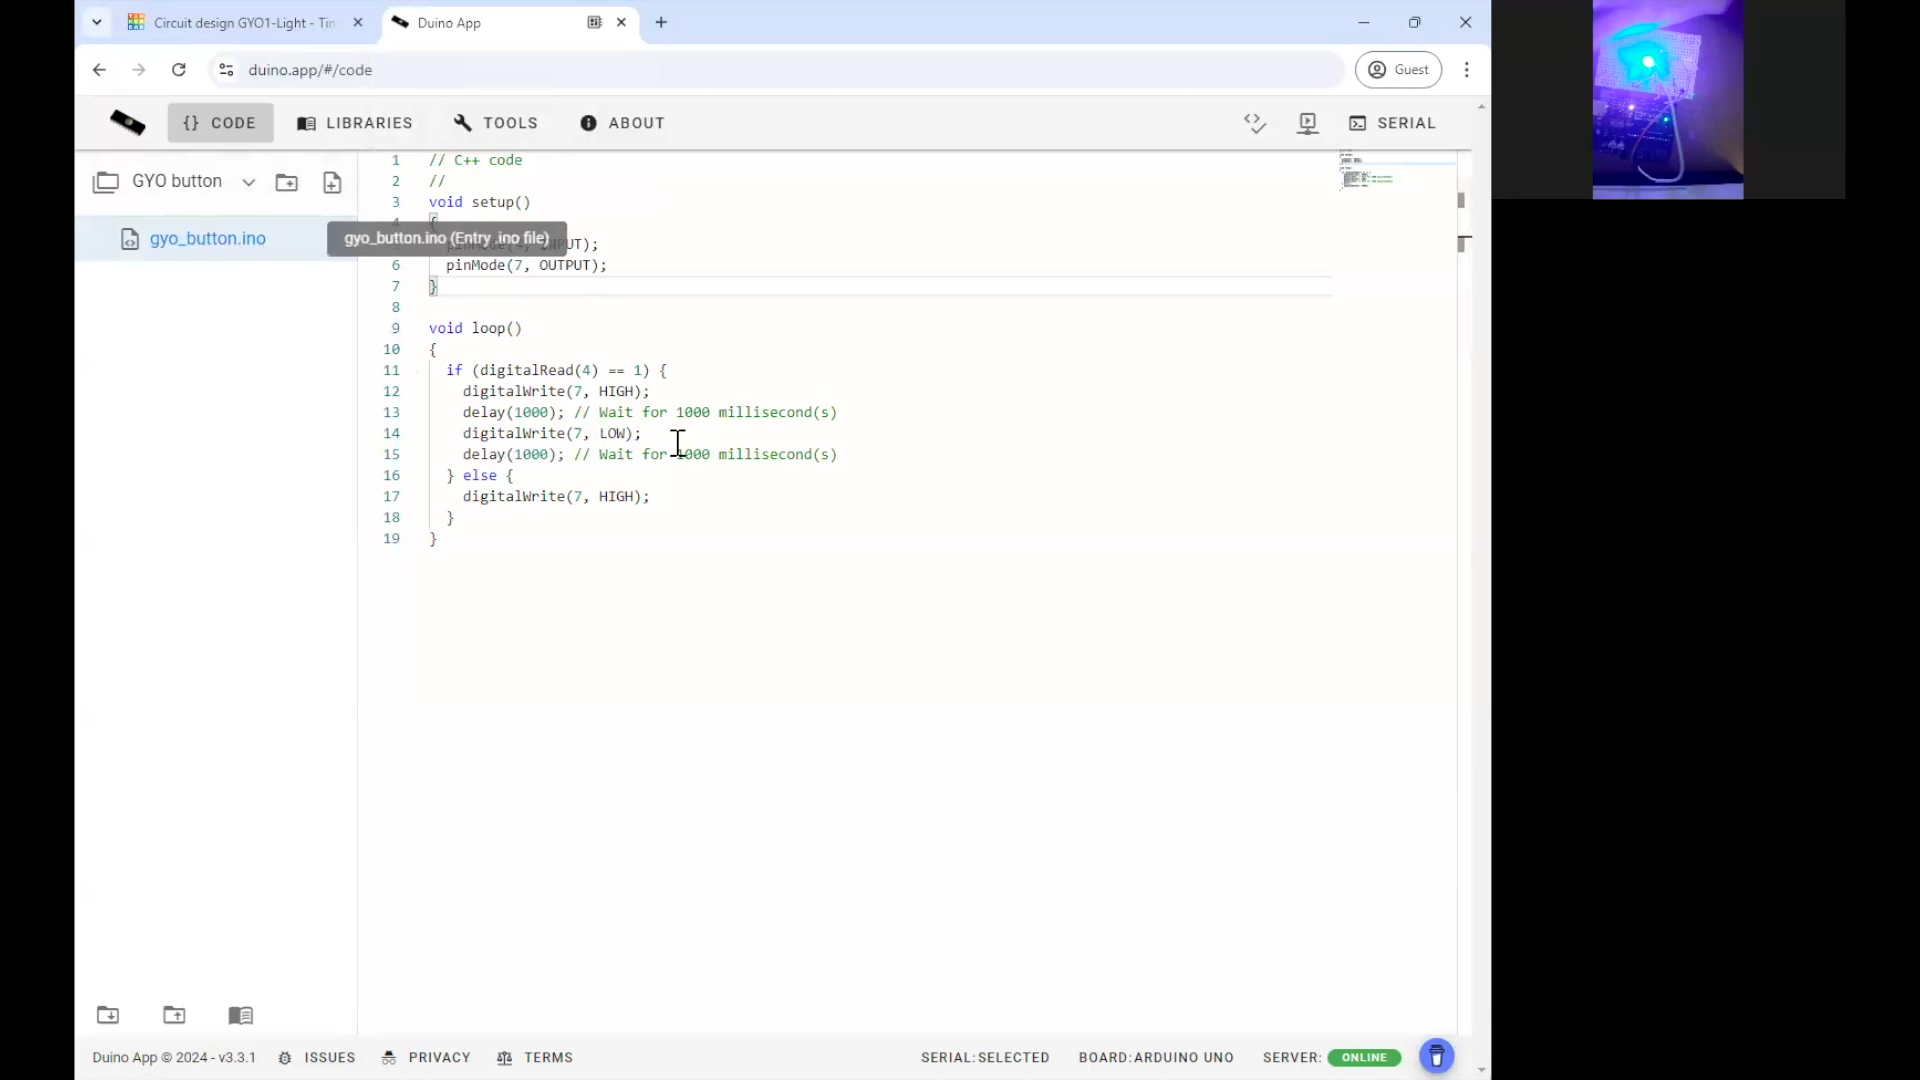 Circuit design GYO1-Light - Tin
Duino App
duino.app/#/code
Guest
CODE
LIBRARIES
TOOLS
ABOUT
SERIAL
GYO button
gyo_button.ino
gyo_button.ino (Entry .ino file)
1 // C++ code
2 //
3 void setup()
4 {
INPUT);
6 pinMode(7, OUTPUT);
7 }
8
9 void loop()
10 {
11 if (digitalRead(4) == 1) {
12 digitalWrite(7, HIGH);
13 delay(1000); // Wait for 1000 millisecond(s)
14 digitalWrite(7, LOW);
15 delay(1000); // Wait for 1000 millisecond(s)
16 } else {
17 digitalWrite(7, HIGH);
18 }
19 }
Duino App © 2024 - v3.3.1
ISSUES
PRIVACY
TERMS
SERIAL:SELECTED
BOARD:ARDUINO UNO
SERVER: ONLINE